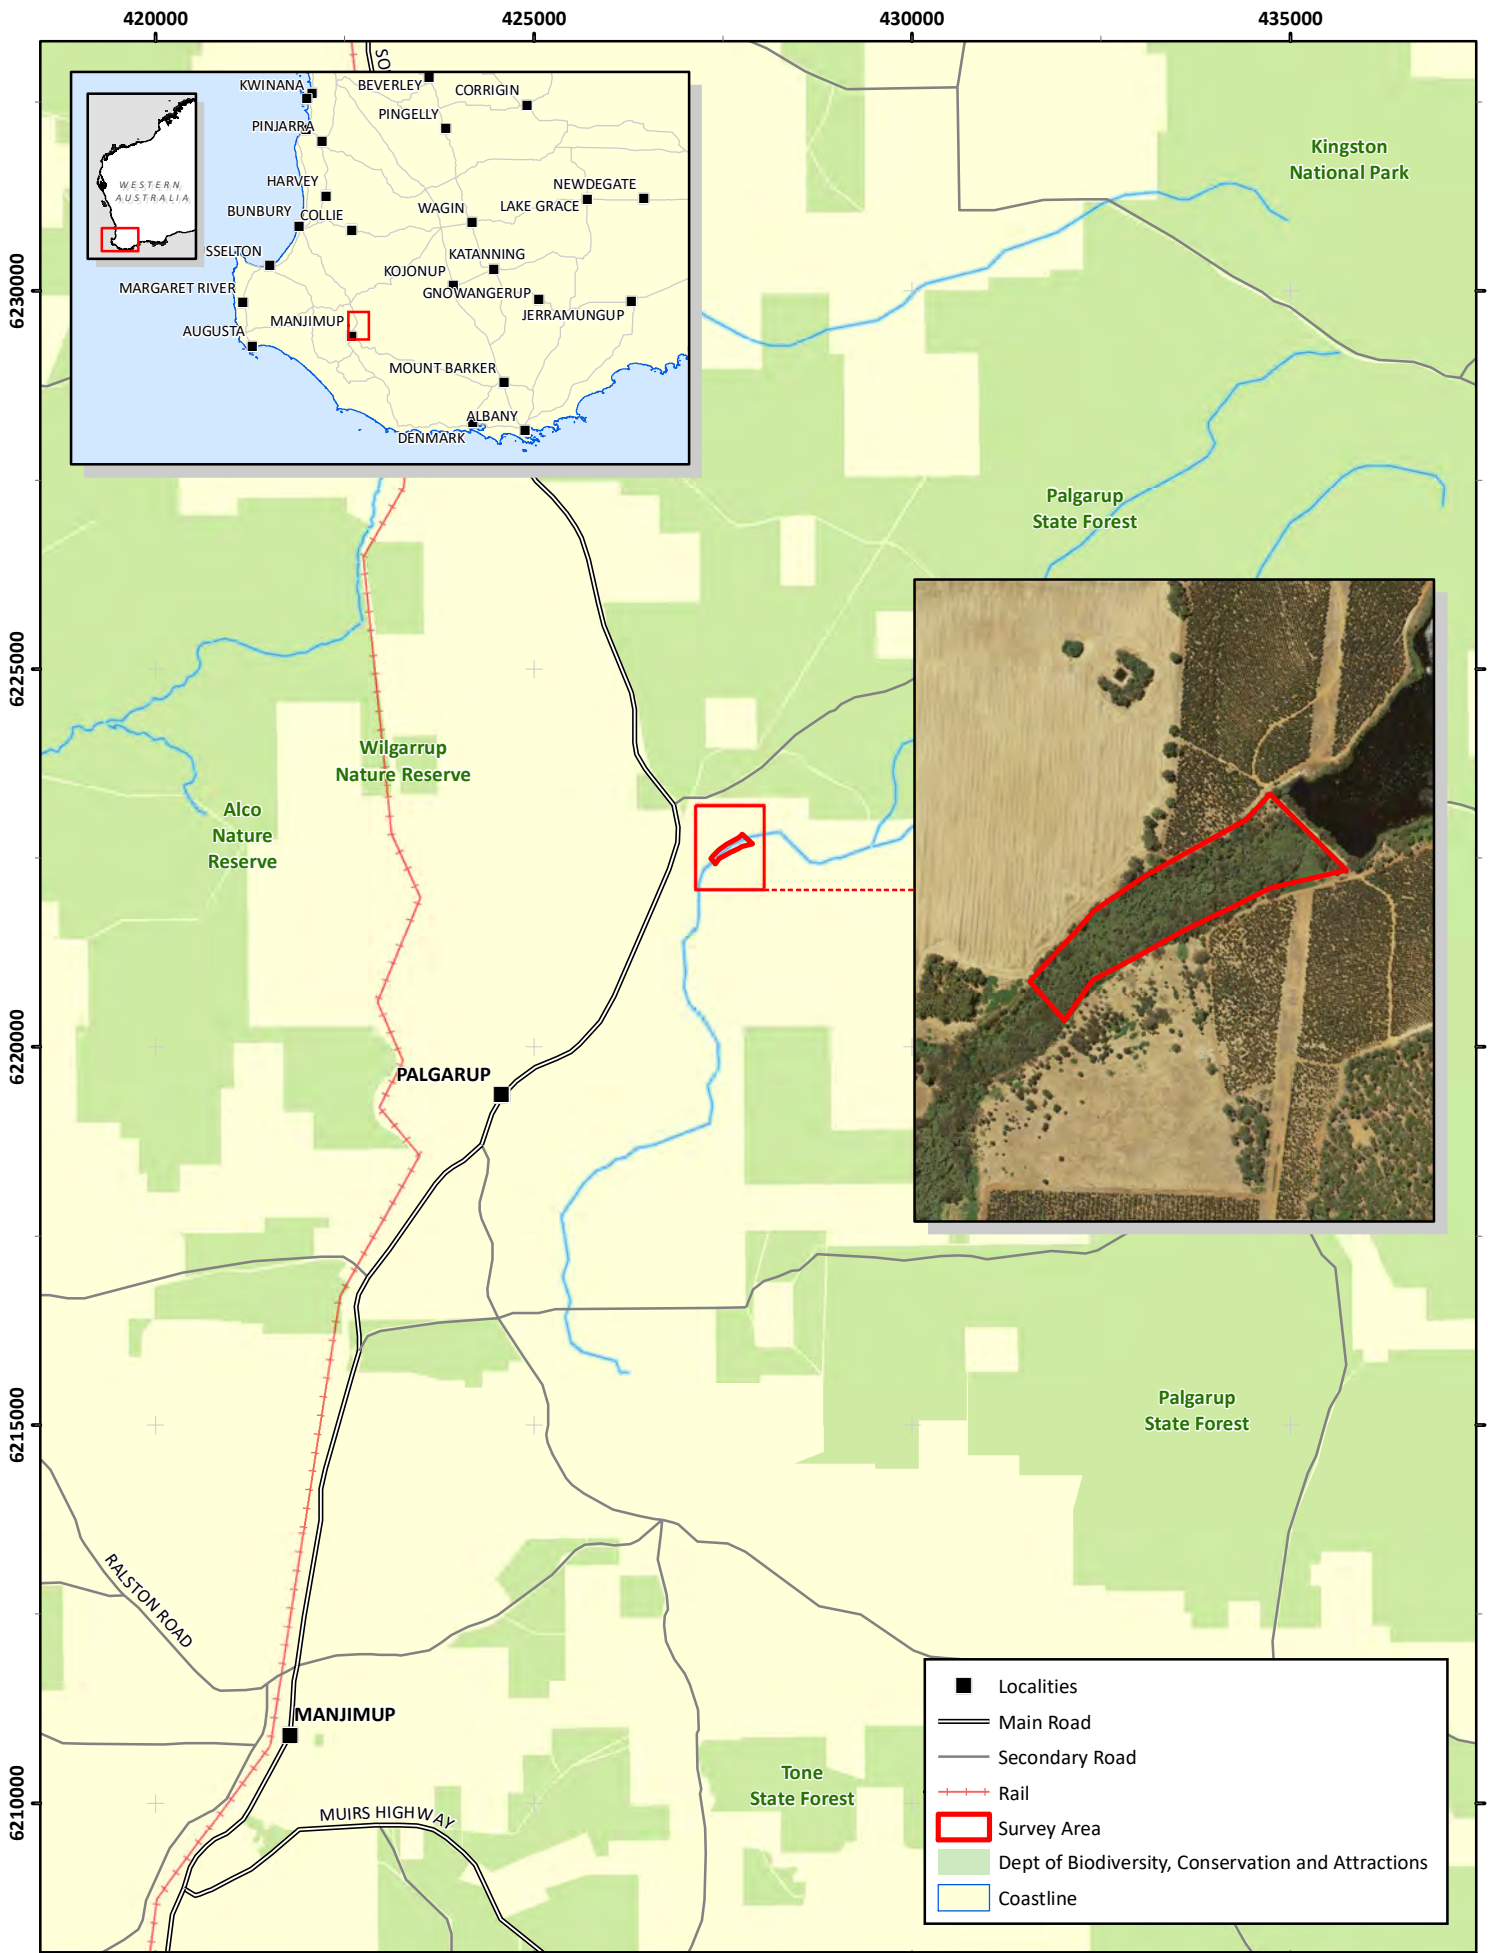 420000
425000
430000
435000
SO
KWINANA
BEVERLEY
CORRIGIN
PINGELLY
PINJARRA
WESTERN
AUSTRALIA
HARVEY
NEWDEGATE
LAKE GRACE
BUNBURY
COLLIE
WAGIN
SSELTON
KATANNING
KOJONUP
MARGARET RIVER
GNOWANGERUP
JERRAMUNGUP
MANJIMUP
AUGUSTA
MOUNT BARKER
ALBANY
DENMARK
Kingston
National Park
6230000
Palgarup
State Forest
6225000
Wilgarrup
Nature Reserve
Alco
Nature
Reserve
6220000
PALGARUP
6215000
Palgarup
State Forest
RALSTON ROAD
MANJIMUP
6210000
Tone
State Forest
MUIRS HIGHWAY
Localities
Main Road
Secondary Road
Rail
Survey Area
Dept of Biodiversity, Conservation and Attractions
Coastline